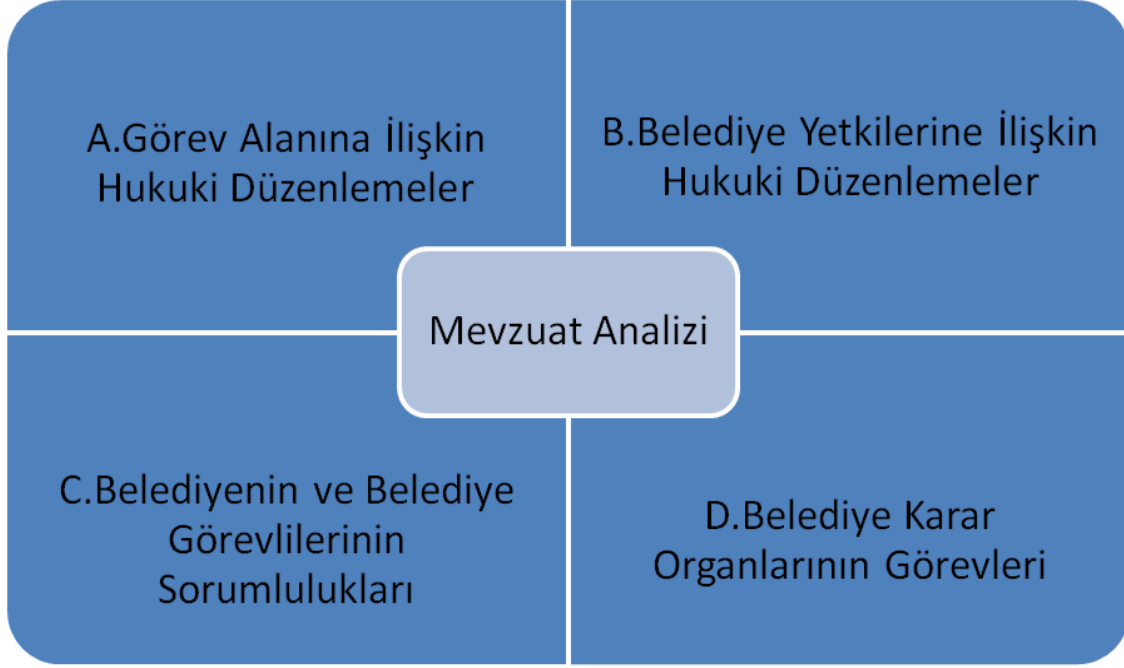 A.Görev Alanına İlişkin
Hukuki Düzenlemeler
B.Belediye Yetkilerine İlişkin
Hukuki Düzenlemeler
Mevzuat Analizi
C.Belediyenin ve Belediye
Görevlilerinin
Sorumlulukları
D.Belediye Karar
Organlarının Görevleri